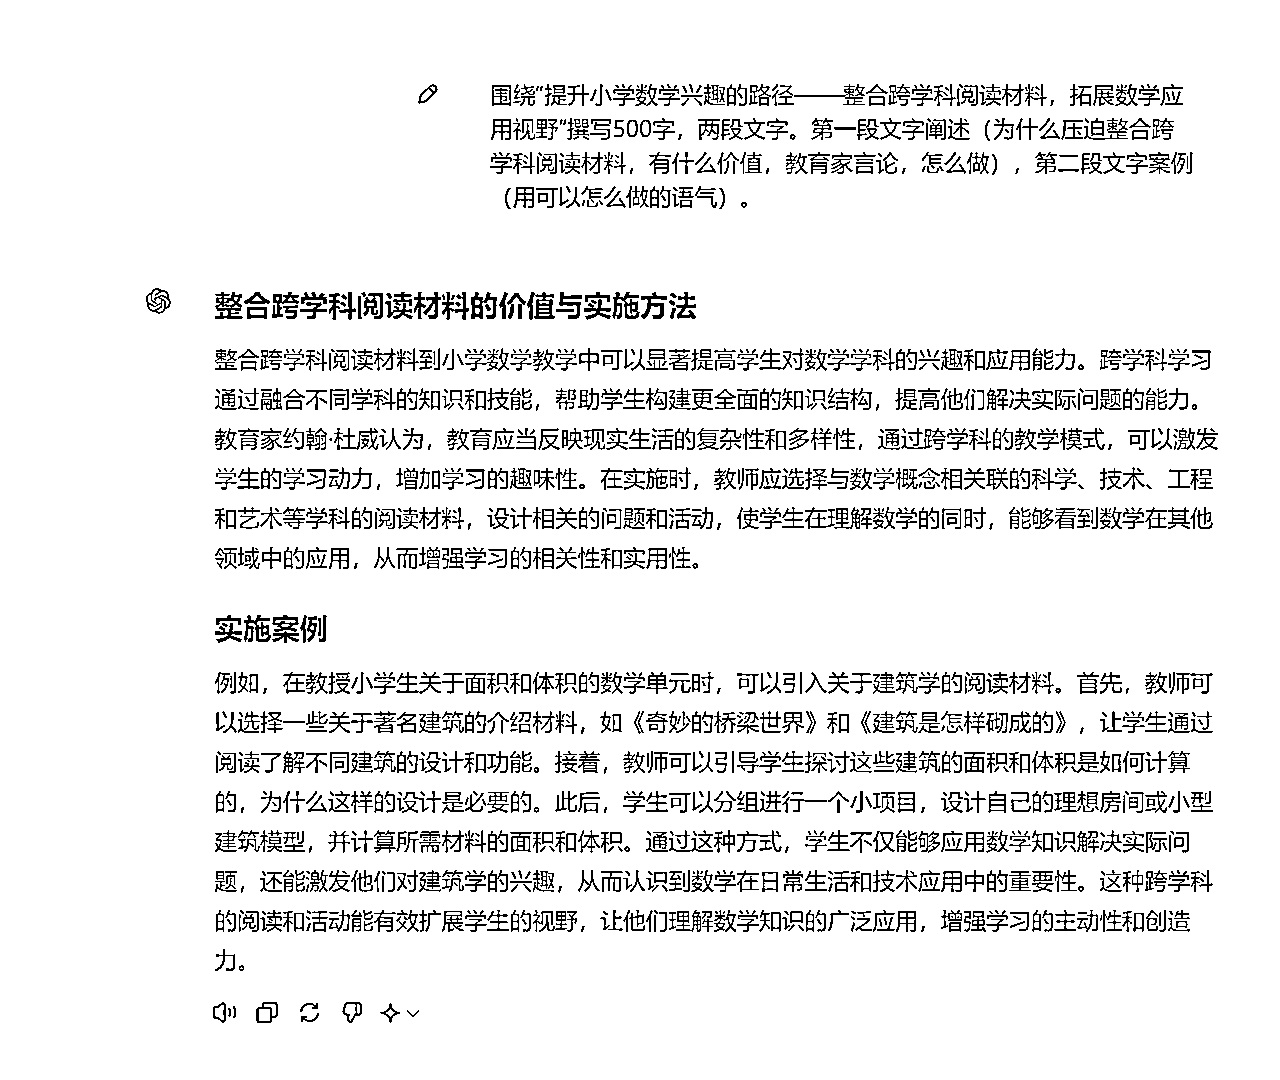 围绕“提升小学数学兴趣的路径——整合跨学科阅读材料，拓展数学应
用视野”撰写500字，两段文字。第一段文字阐述（为什么压迫整合跨
学科阅读材料，有什么价值，教育家言论，怎么做），第二段文字案例
（用可以怎么做的语气）。
整合跨学科阅读材料的价值与实施方法
整合跨学科阅读材料到小学数学教学中可以显著提高学生对数学学科的兴趣和应用能力。跨学科学习
通过融合不同学科的知识和技能，帮助学生构建更全面的知识结构，提高他们解决实际问题的能力。
教育家约翰·杜威认为，教育应当反映现实生活的复杂性和多样性，通过跨学科的教学模式，可以激发
学生的学习动力，增加学习的趣味性。在实施时，教师应选择与数学概念相关联的科学、技术、工程
和艺术等学科的阅读材料，设计相关的问题和活动，使学生在理解数学的同时，能够看到数学在其他
领域中的应用，从而增强学习的相关性和实用性。
实施案例
例如，在教授小学生关于面积和体积的数学单元时，可以引入关于建筑学的阅读材料。首先，教师可
以选择一些关于著名建筑的介绍材料，如《奇妙的桥梁世界》和《建筑是怎样砌成的》，让学生通过
阅读了解不同建筑的设计和功能。接着，教师可以引导学生探讨这些建筑的面积和体积是如何计算
的，为什么这样的设计是必要的。此后，学生可以分组进行一个小项目，设计自己的理想房间或小型
建筑模型，并计算所需材料的面积和体积。通过这种方式，学生不仅能够应用数学知识解决实际问
题，还能激发他们对建筑学的兴趣，从而认识到数学在日常生活和技术应用中的重要性。这种跨学科
的阅读和活动能有效扩展学生的视野，让他们理解数学知识的广泛应用，增强学习的主动性和创造
力。